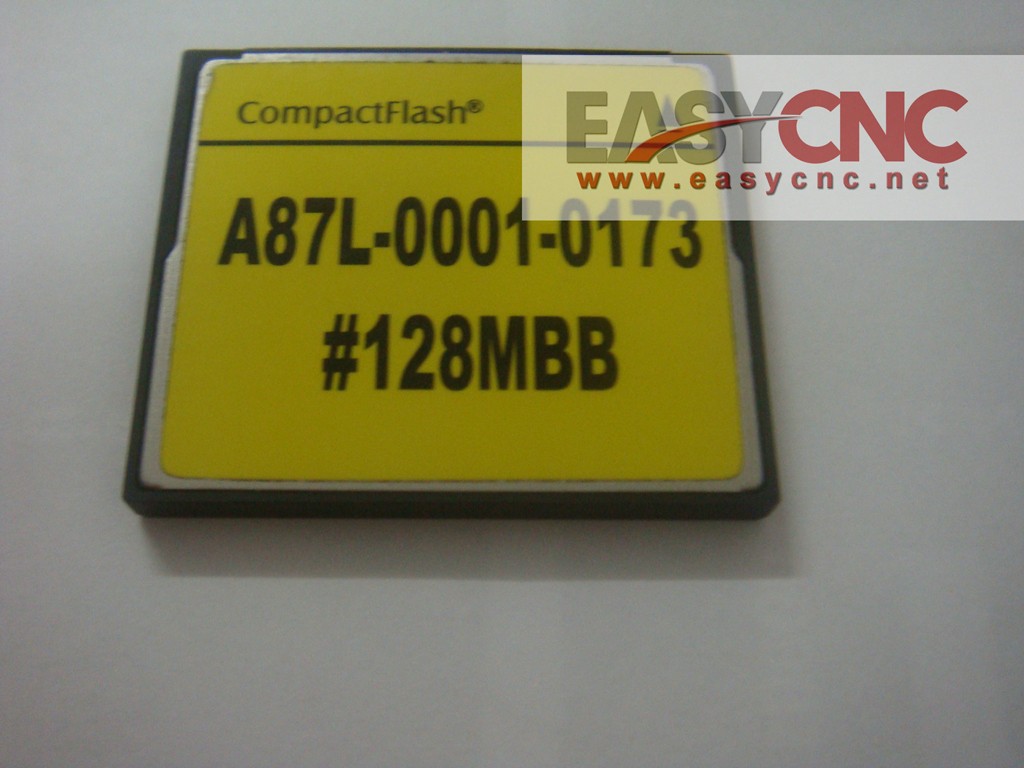 CompactFlash®
EASYCNC
www.easycnc.net
A87L-0001-0173
#128MBB